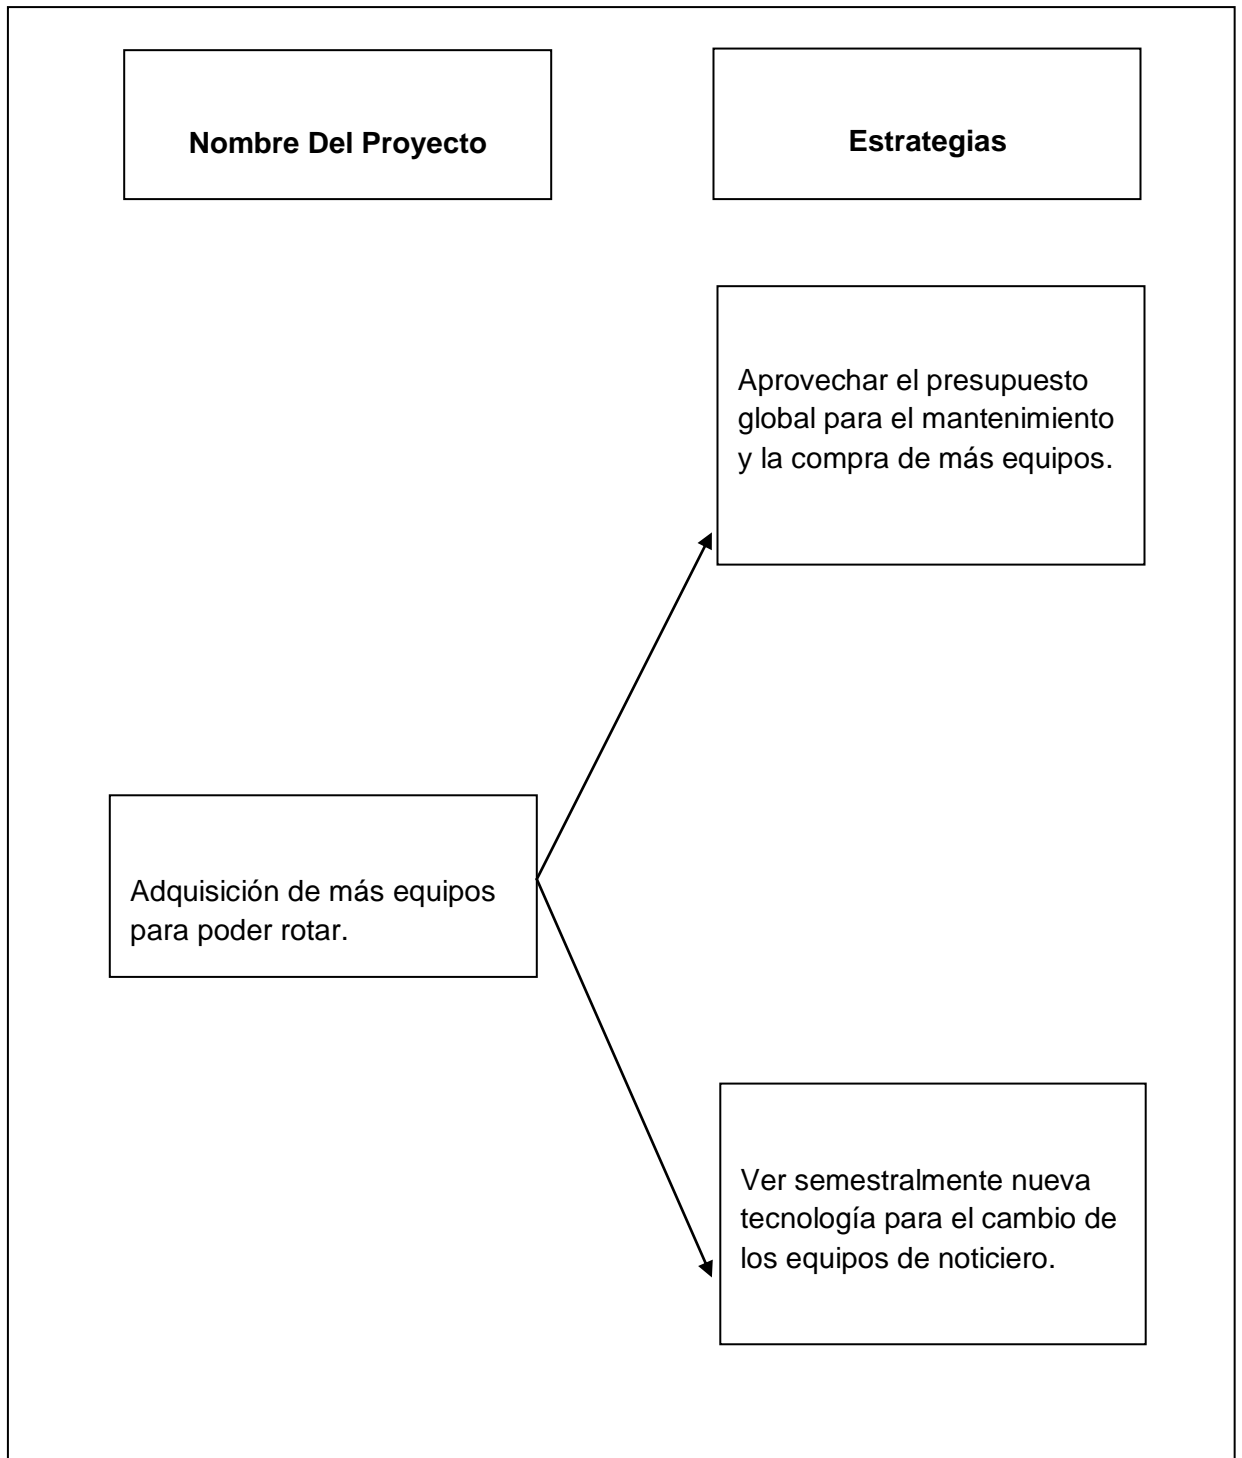 Nombre Del Proyecto
Estrategias
Aprovechar el presupuesto
global para el mantenimiento
y la compra de más equipos.
Adquisición de más equipos
para poder rotar.
Ver semestralmente nueva
tecnología para el cambio de
los equipos de noticiero.